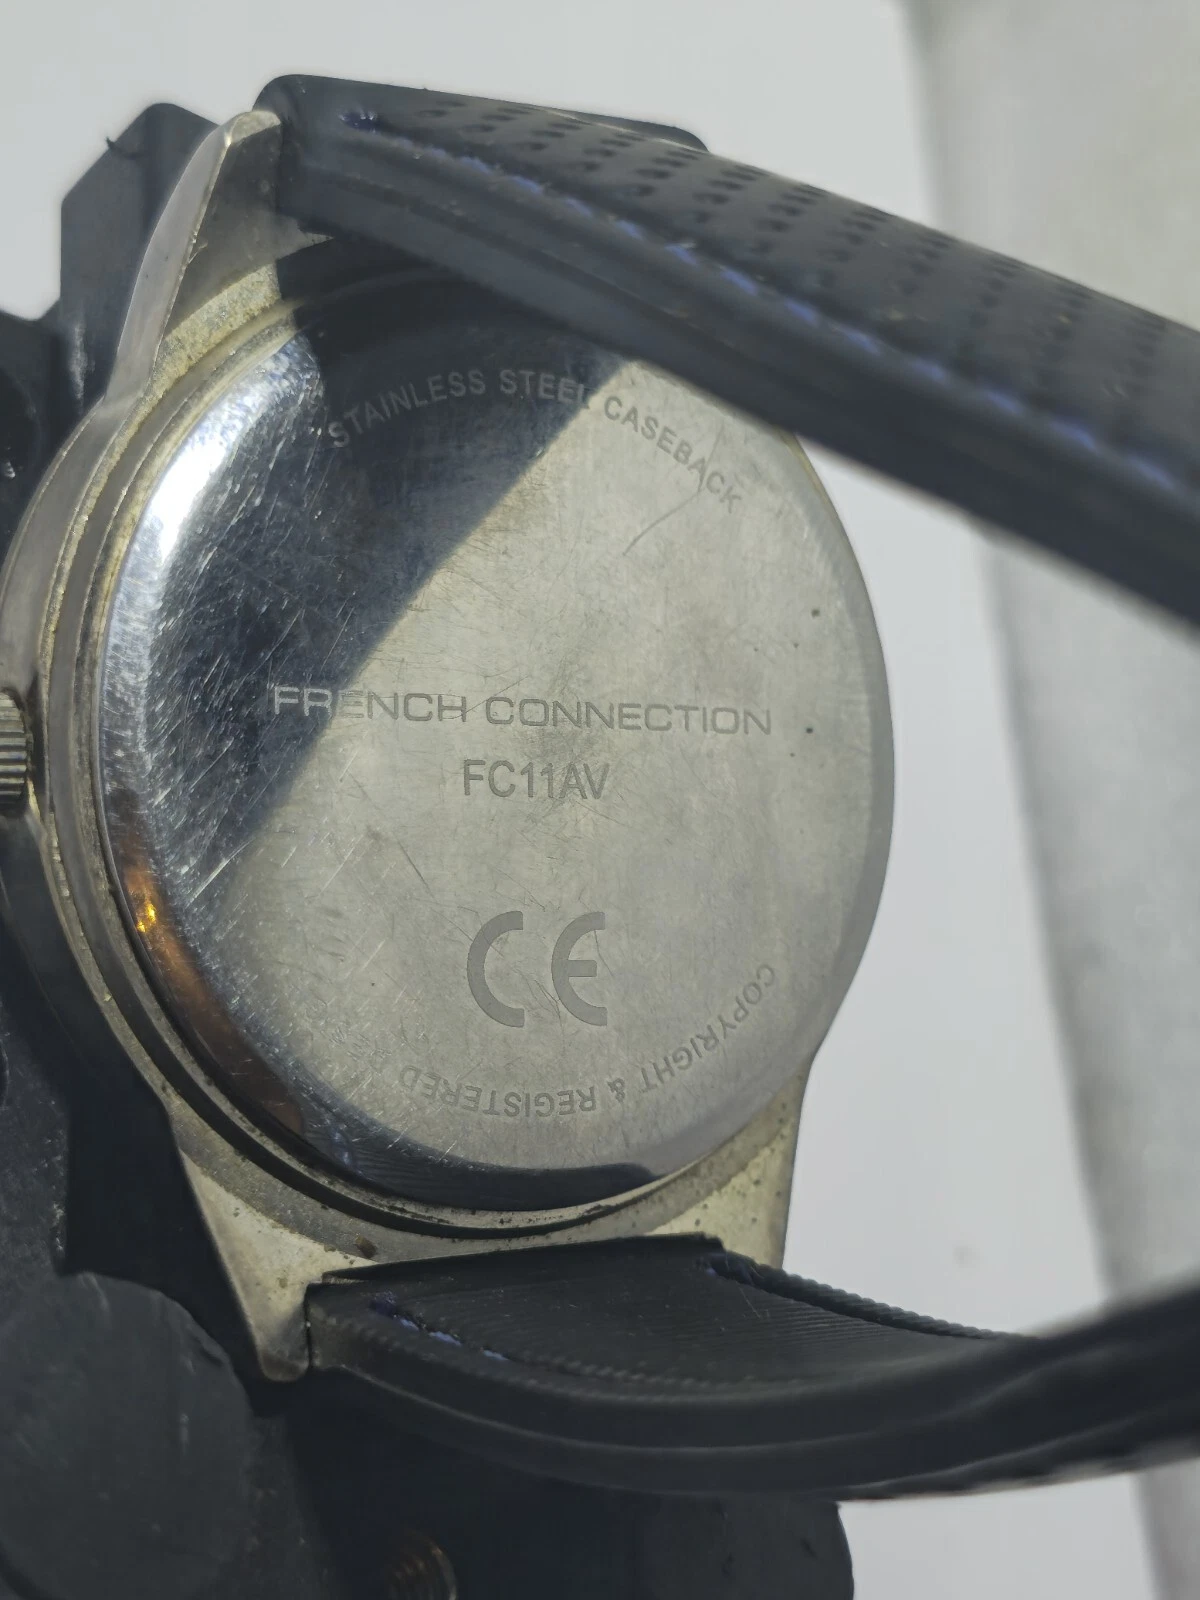 STAINLESS STEEL CASEBACK
FRENCH CONNECTION
FC11AV
CE
COPYRIGHT & REGISTERED